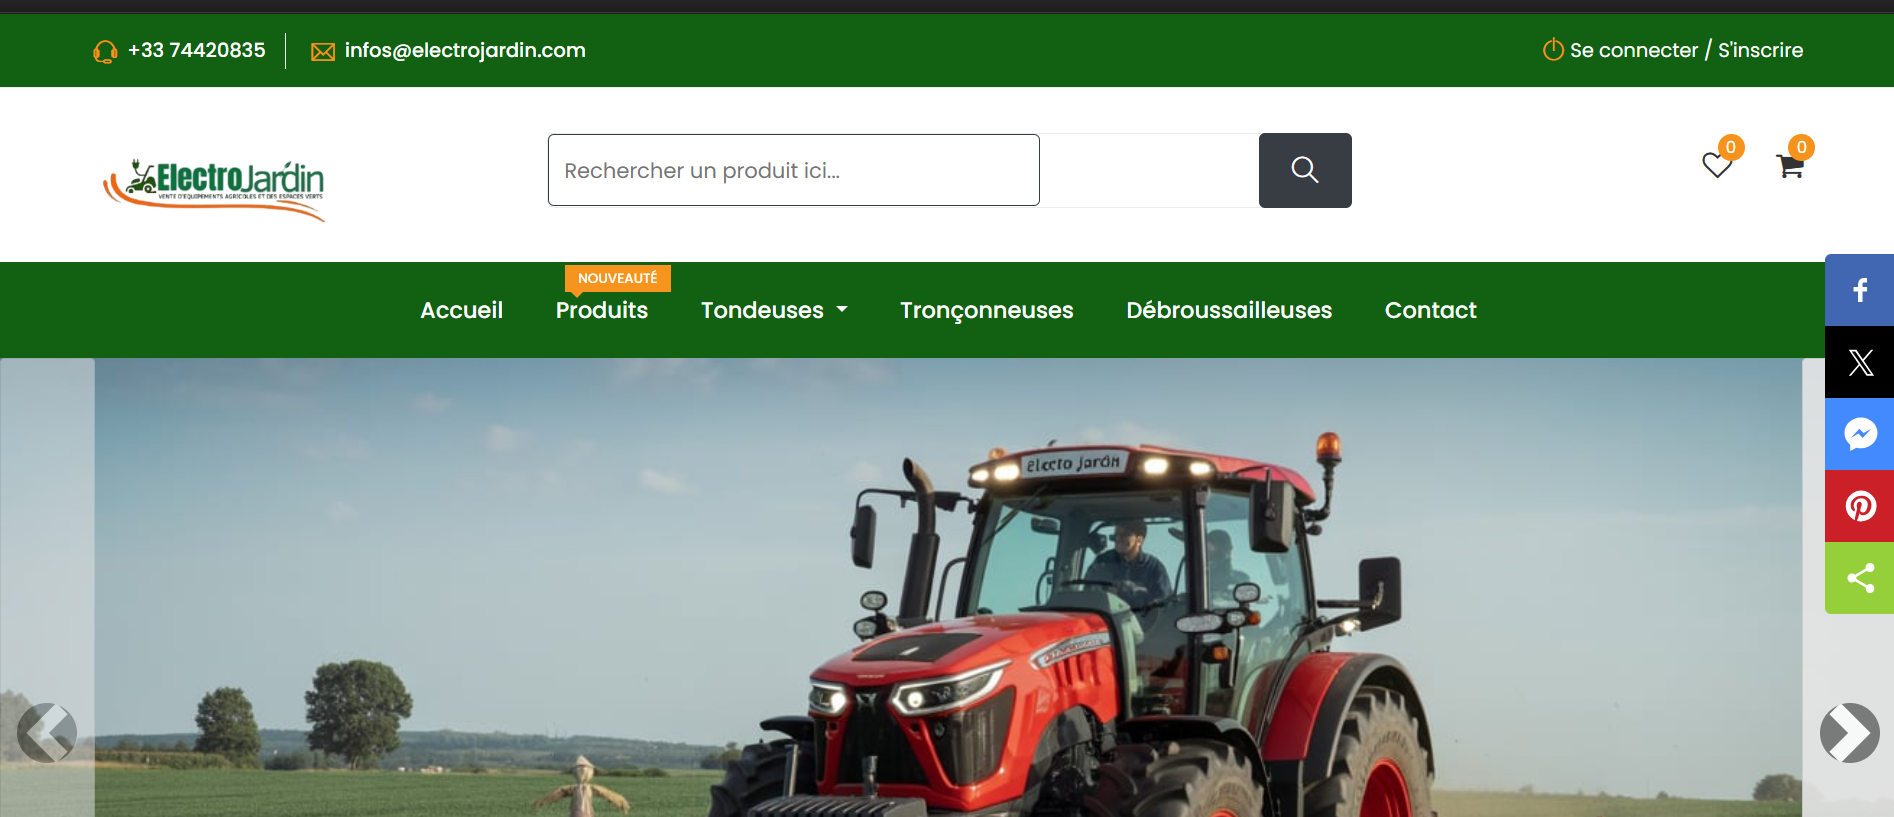 +33 74420835
infos@electrojardin.com
Se connecter / S'inscrire
ElectroJardin
VENTE D'EQUIPEMENTS AGRICOLES ET DES ESPACES VERTS
Rechercher un produit ici...
0
0
NOUVEAUTÉ
Accueil
Produits
Tondeuses
Tronçonneuses
Débroussailleuses
Contact
Electo jardin